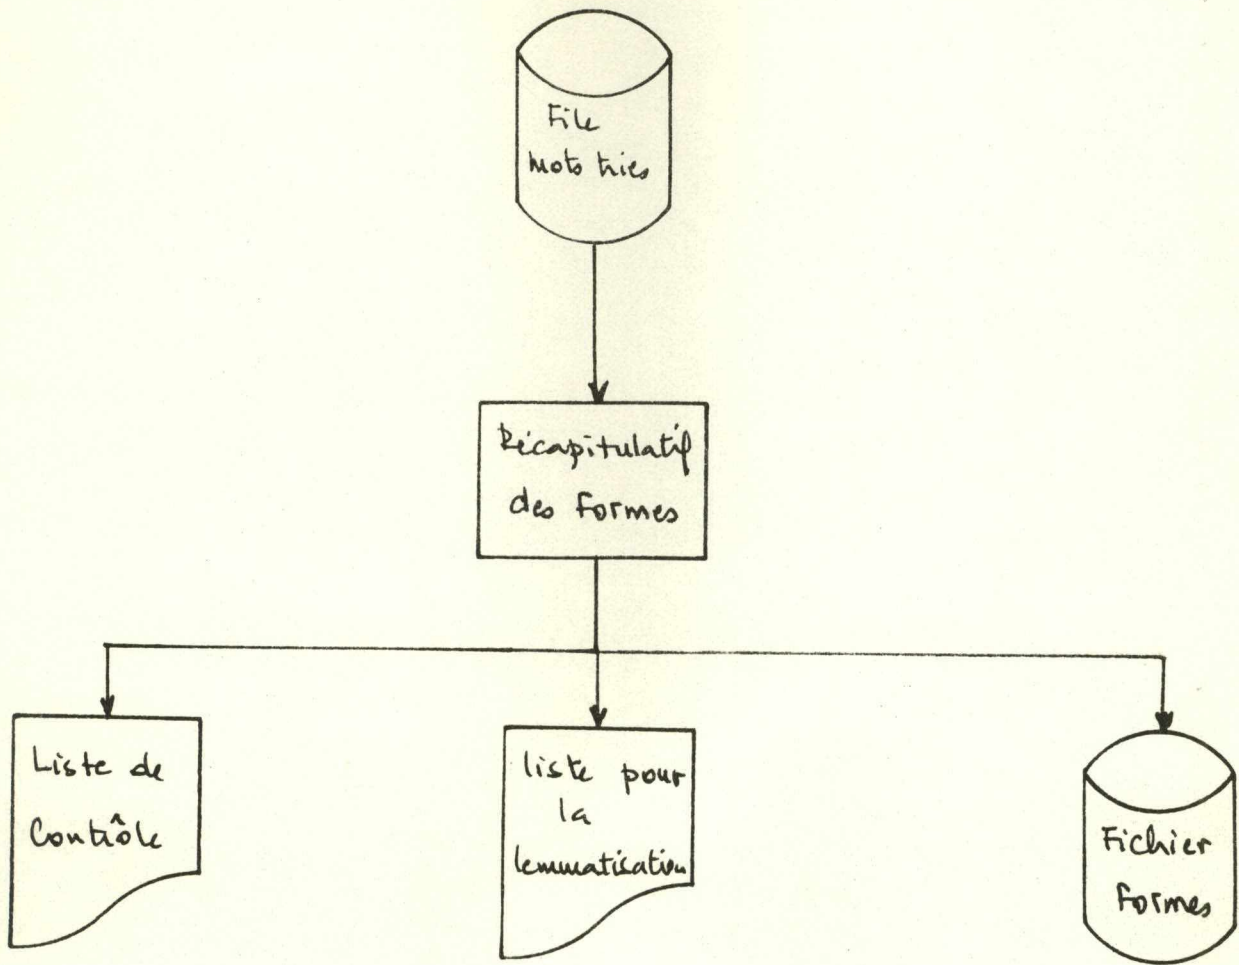 File
mots triés
Récapitulatif
des formes
Liste de
Contrôle
liste pour
la
lemmatisation
Fichier
formes